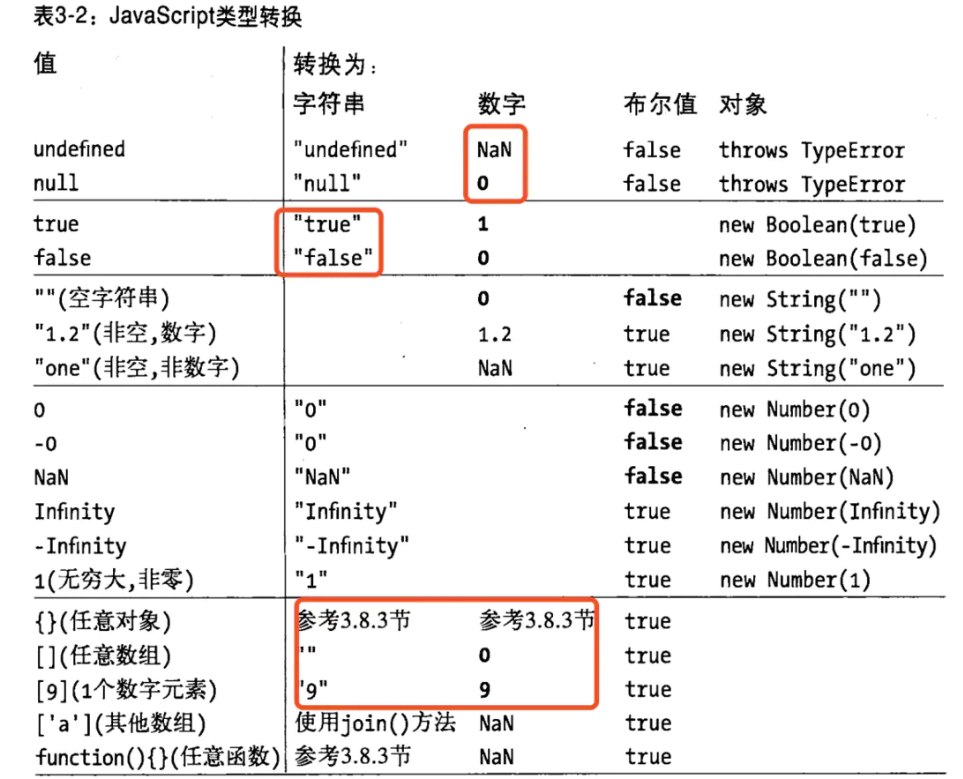 表3-2：JavaScript类型转换
值 转换为：
字符串 数字 布尔值 对象
undefined "undefined" NaN false throws TypeError
null "null" 0 false throws TypeError
true "true" 1 new Boolean(true)
false "false" 0 new Boolean(false)
""(空字符串) 0 false new String("")
"1.2"(非空,数字) 1.2 true new String("1.2")
"one"(非空,非数字) NaN true new String("one")
0 "0" false new Number(0)
-0 "0" false new Number(-0)
NaN "NaN" false new Number(NaN)
Infinity "Infinity" true new Number(Infinity)
-Infinity "-Infinity" true new Number(-Infinity)
1(无穷大,非零) "1" true new Number(1)
{}(任意对象) 参考3.8.3节 参考3.8.3节 true
[](任意数组) "" 0 true
[9](1个数字元素) "9" 9 true
['a'](其他数组) 使用join()方法 NaN true
function(){}(任意函数) 参考3.8.3节 NaN true